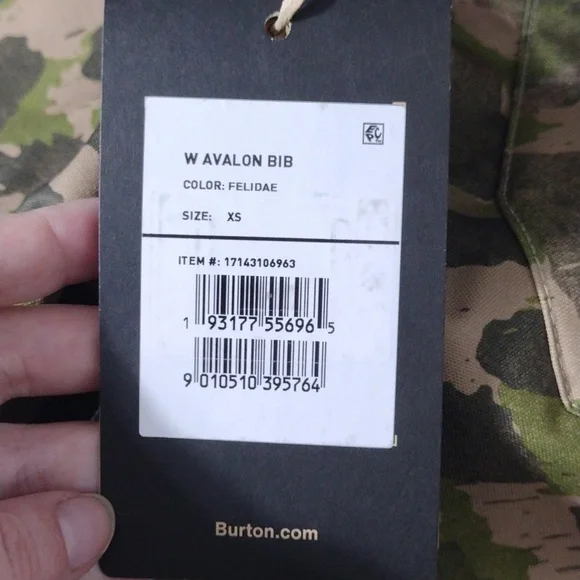 W AVALON BIB
COLOR: FELIDAE
SIZE: XS
ITEM #: 17143106963
1 93177 55696 5
9 010510 395764
Burton.com